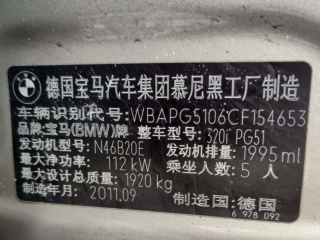 德国宝马汽车集团慕尼黑工厂制造
车辆识别代号:WBAPG5106CF154653
品牌:宝马(BMW)牌 整车型号:320i PG51
发动机型号:N46B20E 发动机排量:1995ml
最大净功率:112kW 乘坐人数:5人
最大设计总质量:1920kg
制造年月:2011.09 制造国:德国
6 978 092